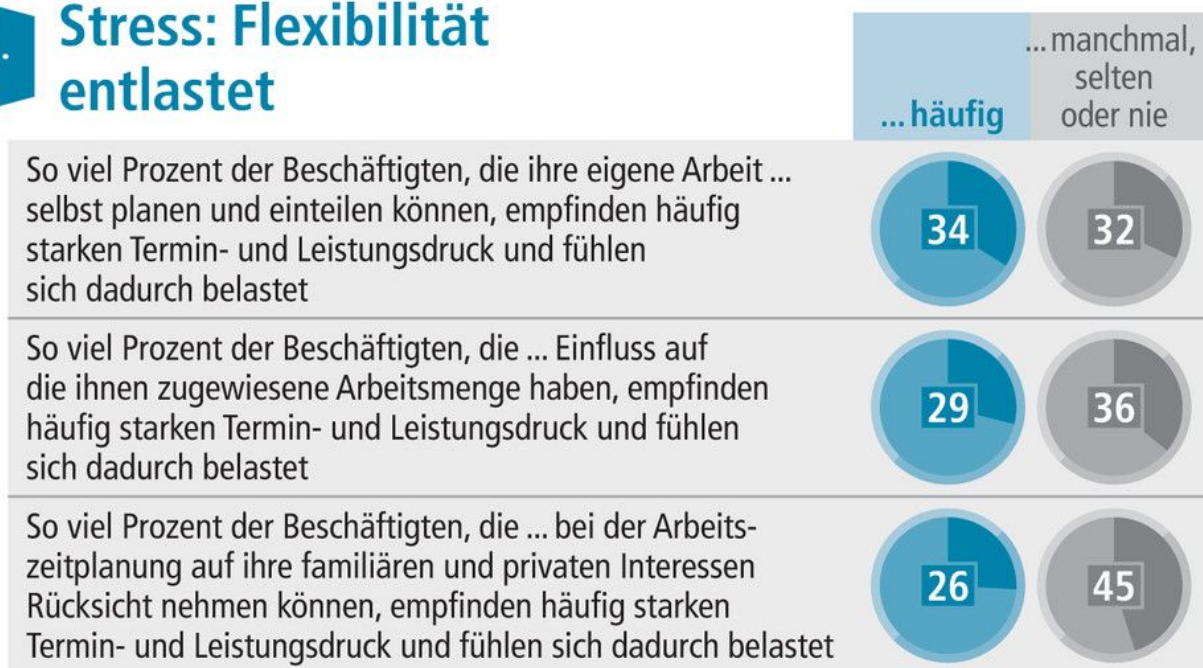 Stress: Flexibilität
entlastet
... häufig
... manchmal,
selten
oder nie
So viel Prozent der Beschäftigten, die ihre eigene Arbeit ...
selbst planen und einteilen können, empfinden häufig
starken Termin- und Leistungsdruck und fühlen
sich dadurch belastet
34
32
So viel Prozent der Beschäftigten, die ... Einfluss auf
die ihnen zugewiesene Arbeitsmenge haben, empfinden
häufig starken Termin- und Leistungsdruck und fühlen
sich dadurch belastet
29
36
So viel Prozent der Beschäftigten, die ... bei der Arbeits-
zeitplanung auf ihre familiären und privaten Interessen
Rücksicht nehmen können, empfinden häufig starken
Termin- und Leistungsdruck und fühlen sich dadurch belastet
26
45